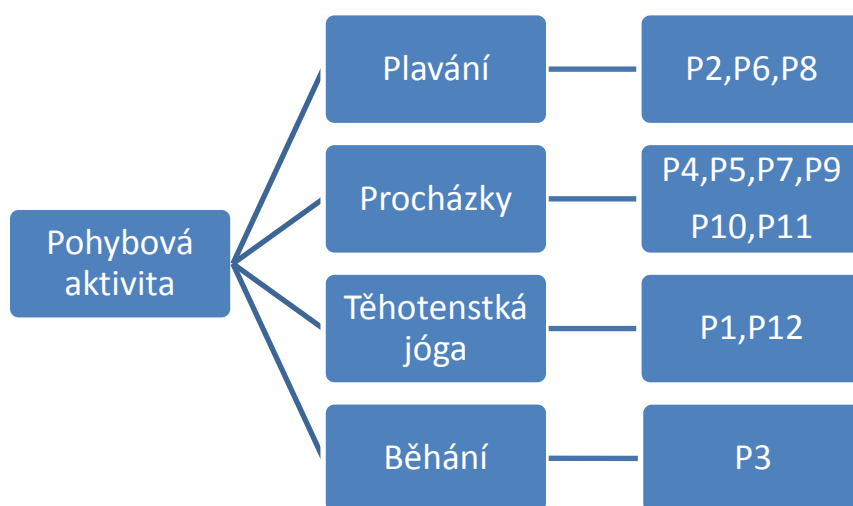 Plavání
P2,P6,P8
Procházky
P4,P5,P7,P9
P10,P11
Pohybová
aktivita
Těhotenstká
jóga
P1,P12
Běhání
P3